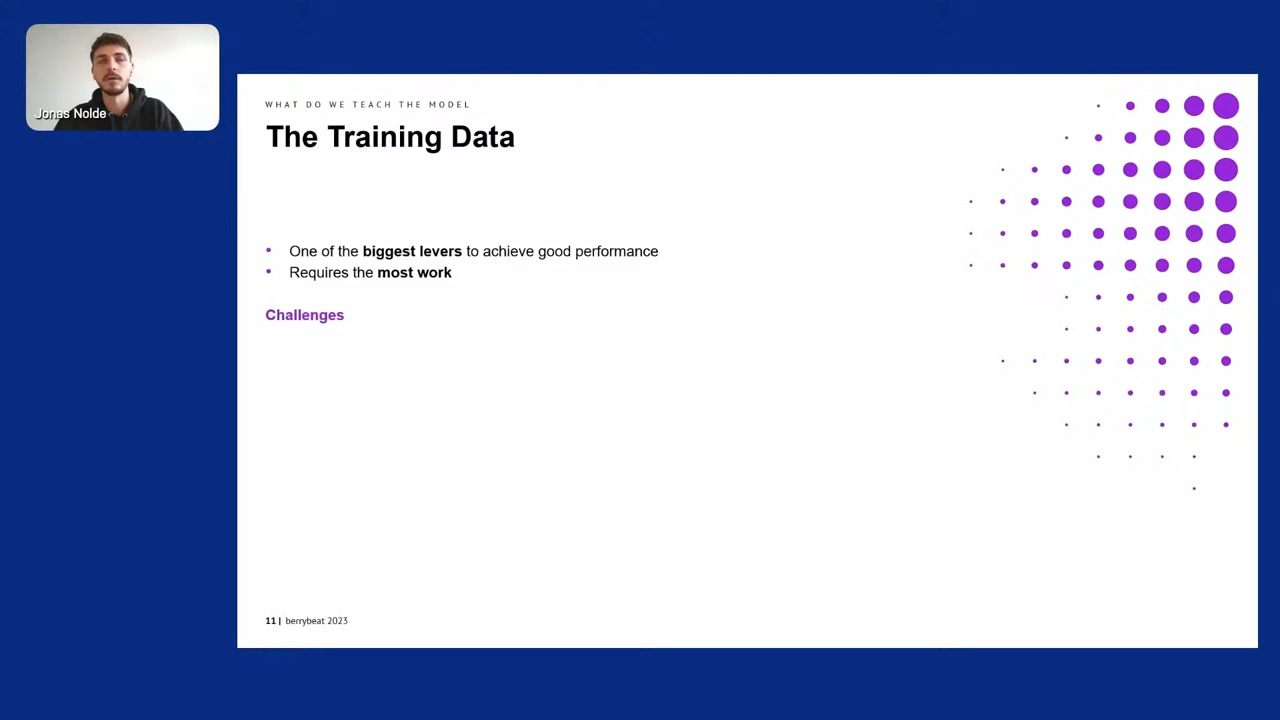 Jonas Nolde
WHAT DO WE TEACH THE MODEL
The Training Data
• One of the biggest levers to achieve good performance
• Requires the most work
Challenges
11 | berrybeat 2023